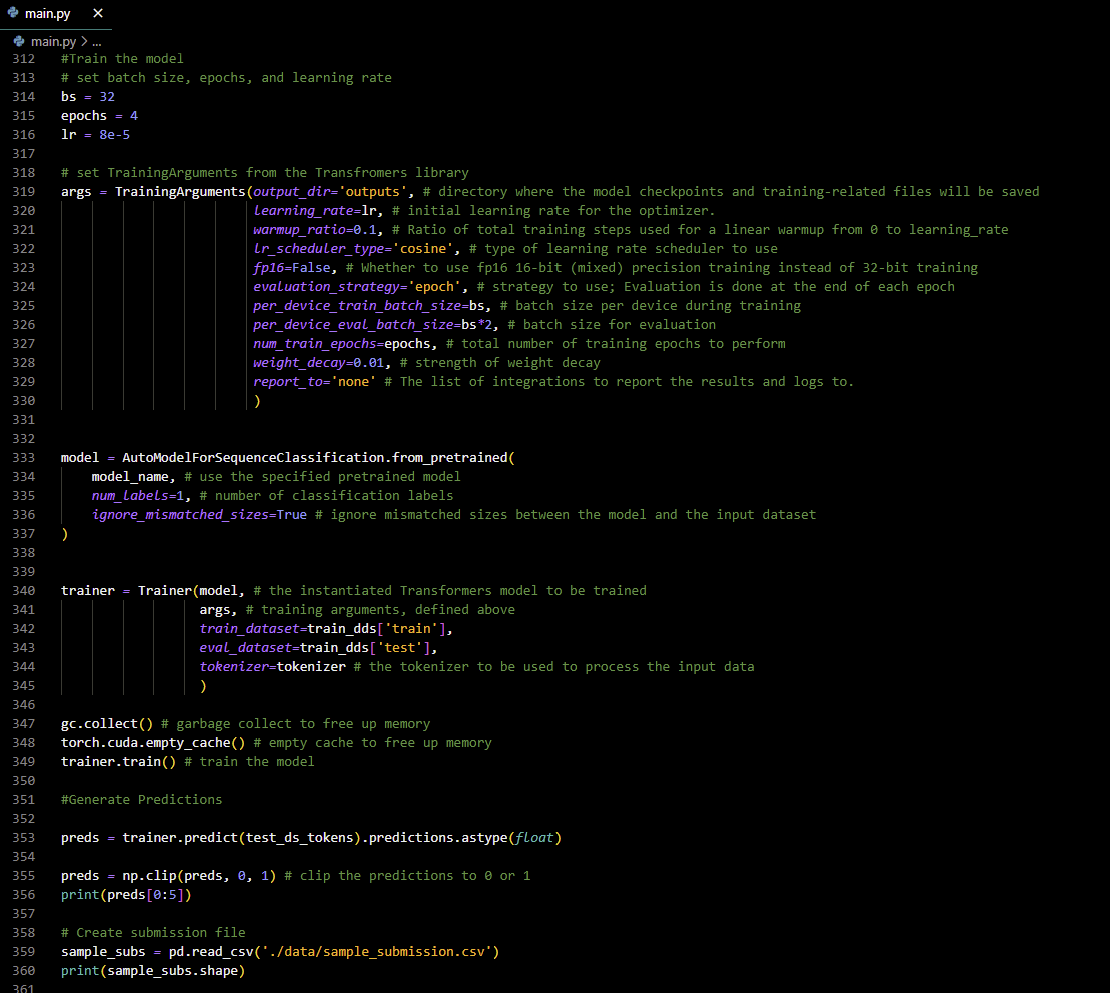 main.py ×
main.py > ...
312 #Train the model
313 # set batch size, epochs, and learning rate
314 bs = 32
315 epochs = 4
316 lr = 8e-5
317
318 # set TrainingArguments from the Transfromers library
319 args = TrainingArguments(output_dir='outputs', # directory where the model checkpoints and training-related files will be saved
320 learning_rate=lr, # initial learning rate for the optimizer.
321 warmup_ratio=0.1, # Ratio of total training steps used for a linear warmup from 0 to learning_rate
322 lr_scheduler_type='cosine', # type of learning rate scheduler to use
323 fp16=False, # Whether to use fp16 16-bit (mixed) precision training instead of 32-bit training
324 evaluation_strategy='epoch', # strategy to use; Evaluation is done at the end of each epoch
325 per_device_train_batch_size=bs, # batch size per device during training
326 per_device_eval_batch_size=bs*2, # batch size for evaluation
327 num_train_epochs=epochs, # total number of training epochs to perform
328 weight_decay=0.01, # strength of weight decay
329 report_to='none' # The list of integrations to report the results and logs to.
330 )
331
332
333 model = AutoModelForSequenceClassification.from_pretrained(
334 model_name, # use the specified pretrained model
335 num_labels=1, # number of classification labels
336 ignore_mismatched_sizes=True # ignore mismatched sizes between the model and the input dataset
337 )
338
339
340 trainer = Trainer(model, # the instantiated Transformers model to be trained
341 args, # training arguments, defined above
342 train_dataset=train_dds['train'],
343 eval_dataset=train_dds['test'],
344 tokenizer=tokenizer # the tokenizer to be used to process the input data
345 )
346
347 gc.collect() # garbage collect to free up memory
348 torch.cuda.empty_cache() # empty cache to free up memory
349 trainer.train() # train the model
350
351 #Generate Predictions
352
353 preds = trainer.predict(test_ds_tokens).predictions.astype(float)
354
355 preds = np.clip(preds, 0, 1) # clip the predictions to 0 or 1
356 print(preds[0:5])
357
358 # Create submission file
359 sample_subs = pd.read_csv('./data/sample_submission.csv')
360 print(sample_subs.shape)
361